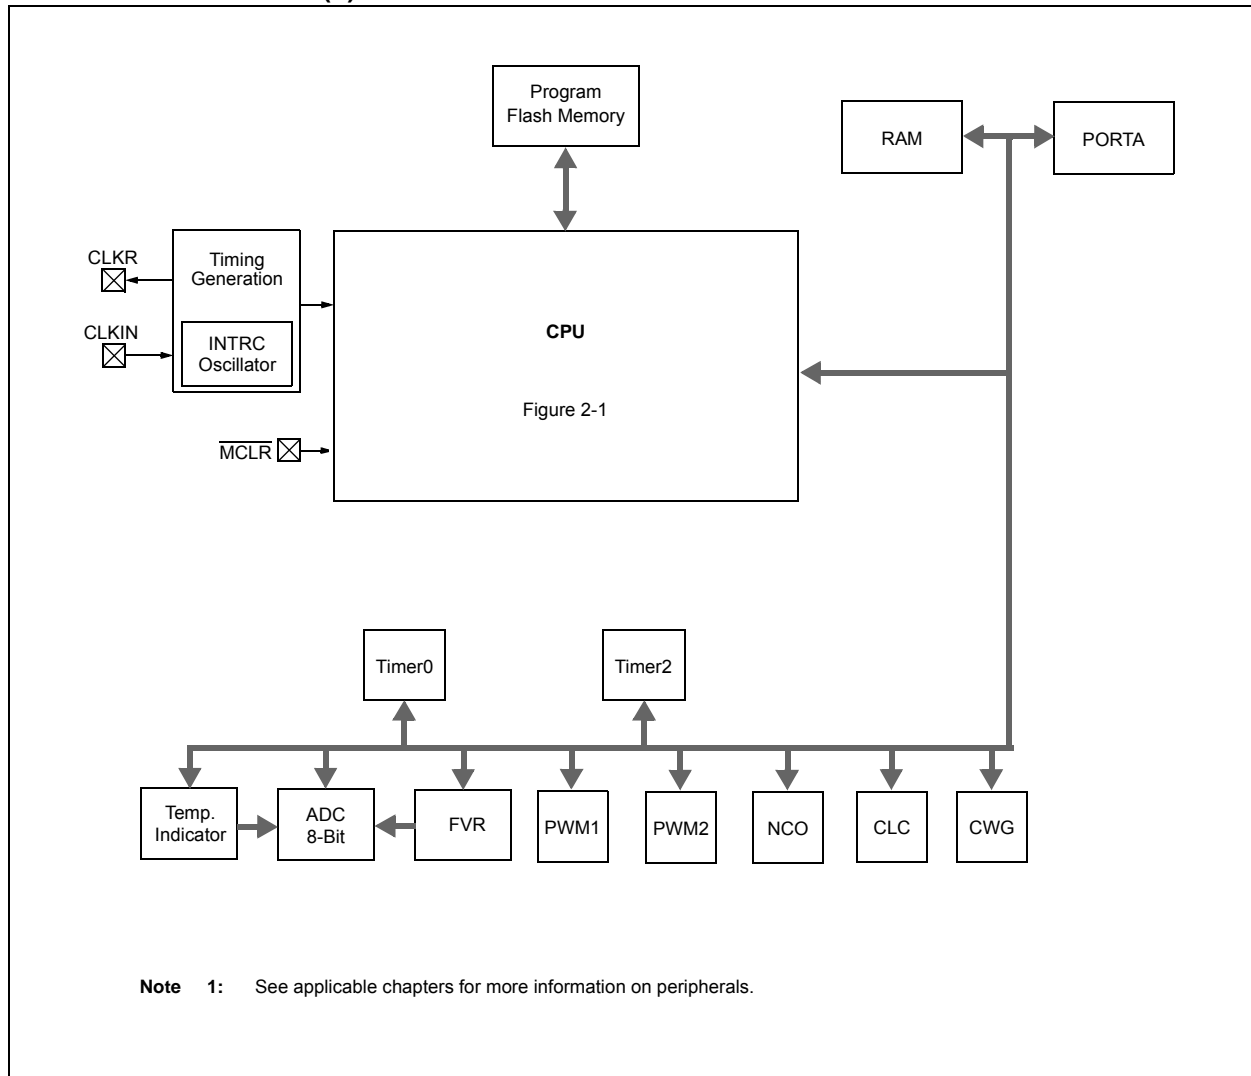 Program
Flash Memory
RAM
PORTA
CLKR
Timing
Generation
CLKIN
INTRC
Oscillator
CPU
Figure 2-1
MCLR
Timer0
Timer2
Temp.
Indicator
ADC
8-Bit
FVR
PWM1
PWM2
NCO
CLC
CWG
Note 1: See applicable chapters for more information on peripherals.